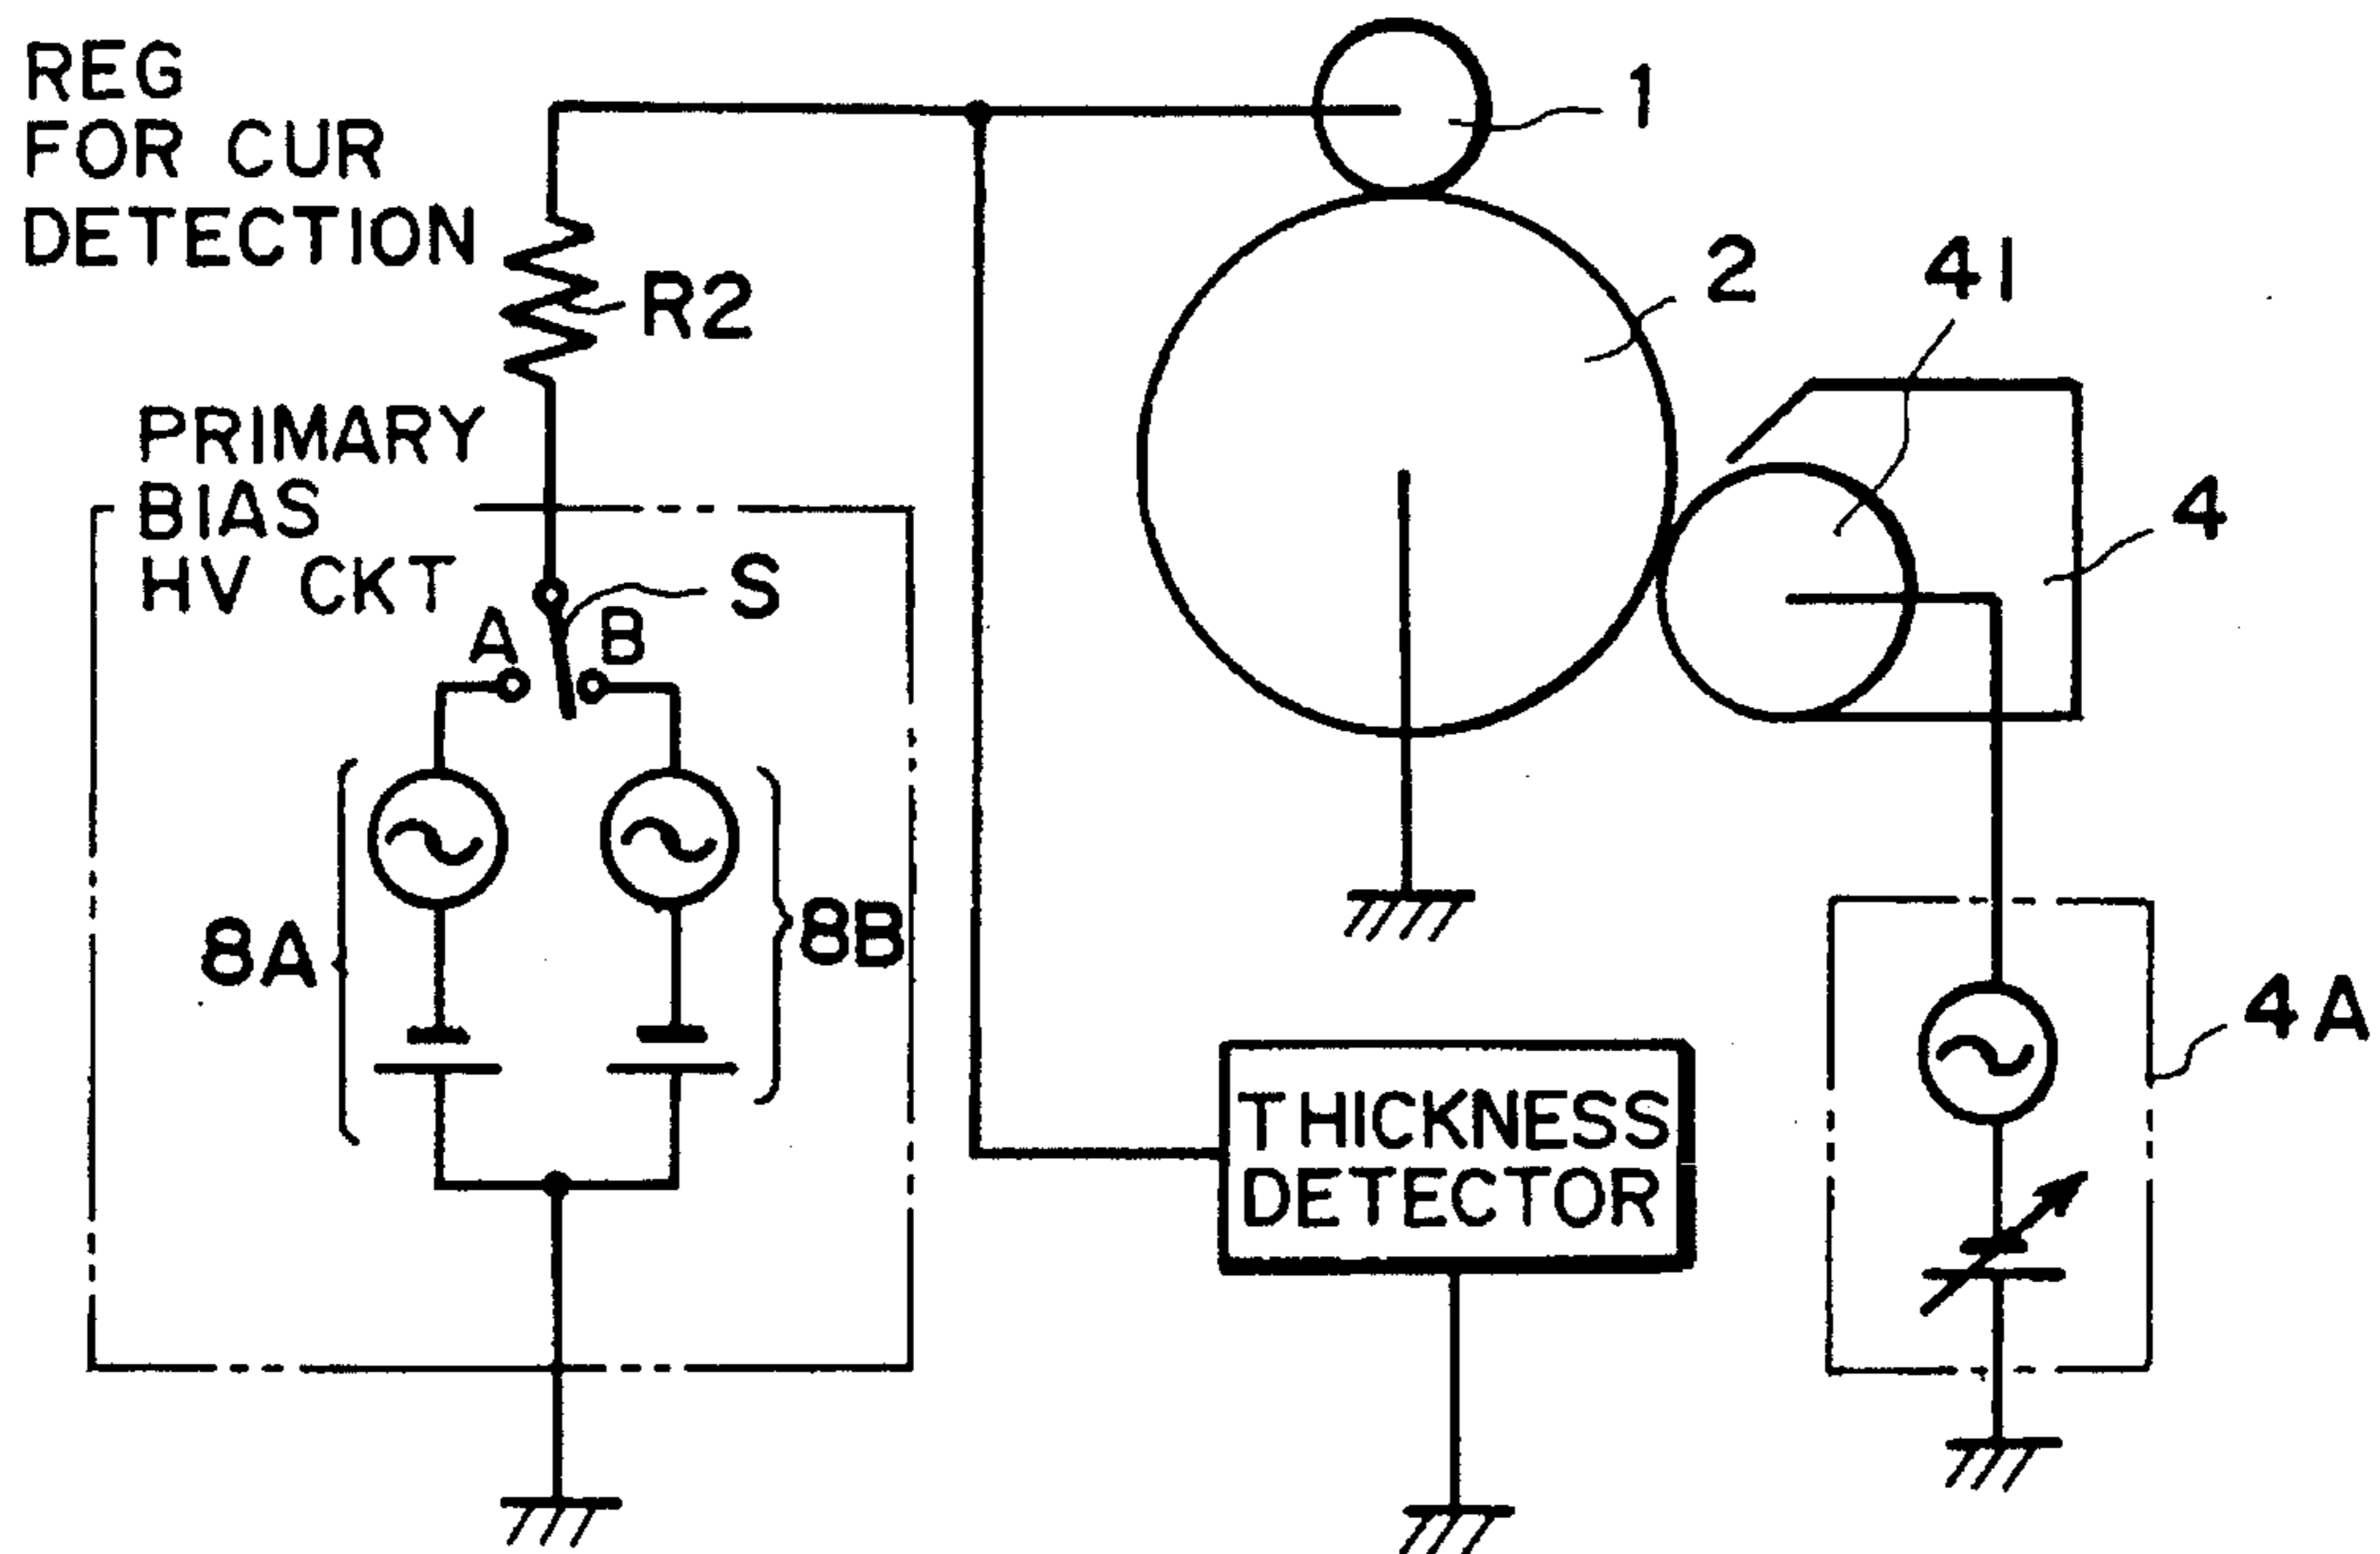 REG
FOR CUR
DETECTION
R2
PRIMARY
BIAS
HV CKT
S
A
B
8A
8B
1
2
41
4
4A
THICKNESS
DETECTOR